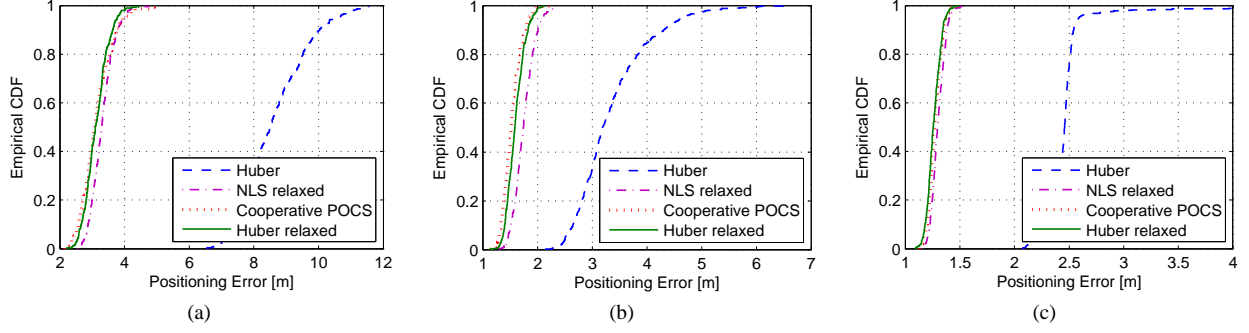 1
0.8
0.6
0.4
0.2
0
Empirical CDF
2 4 6 8 10 12
Positioning Error [m]
Huber
NLS relaxed
Cooperative POCS
Huber relaxed
(a)
1
0.8
0.6
0.4
0.2
0
Empirical CDF
1 2 3 4 5 6 7
Positioning Error [m]
Huber
NLS relaxed
Cooperative POCS
Huber relaxed
(b)
1
0.8
0.6
0.4
0.2
0
Empirical CDF
1 1.5 2 2.5 3 3.5 4
Positioning Error [m]
Huber
NLS relaxed
Cooperative POCS
Huber relaxed
(c)